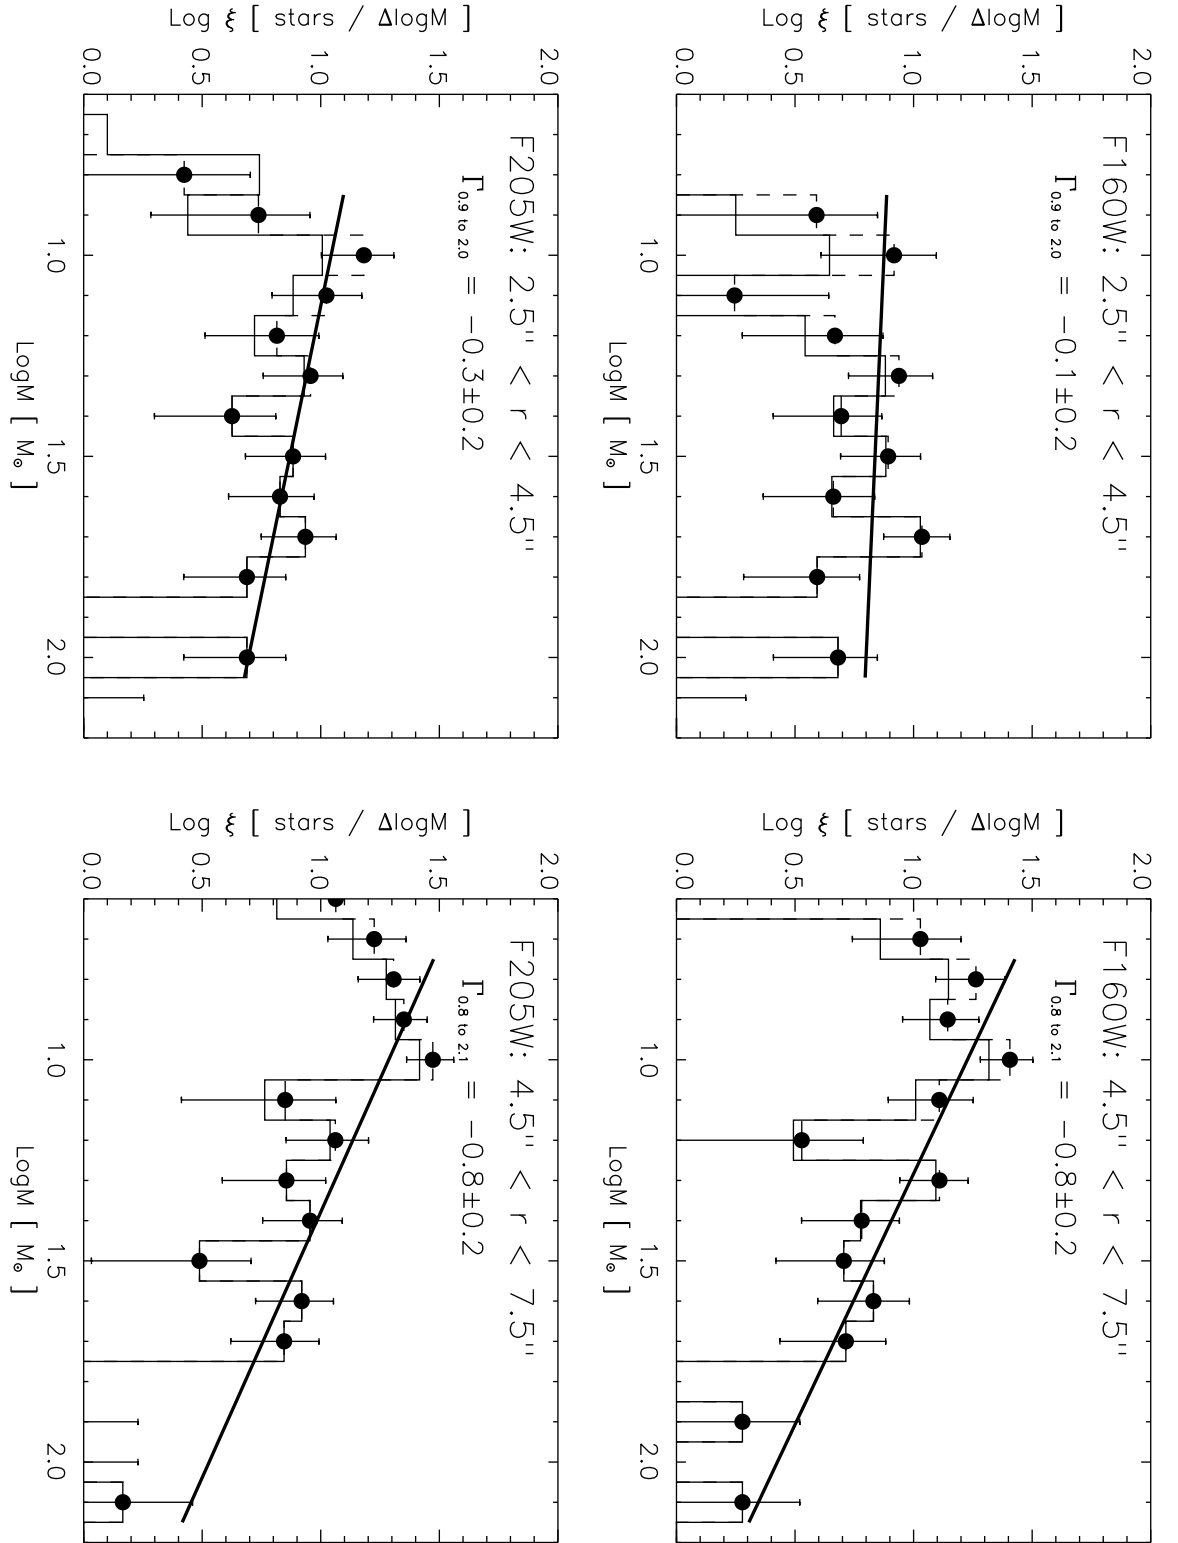 F160W: 2.5" < r < 4.5"
Γ0.9 to 2.0 = −0.1±0.2
Log ξ [ stars / ΔlogM ]
2.0
1.5
1.0
0.5
0.0
1.0 1.5 2.0
LogM [ M⊙ ]
F160W: 4.5" < r < 7.5"
Γ0.8 to 2.1 = −0.8±0.2
Log ξ [ stars / ΔlogM ]
2.0
1.5
1.0
0.5
0.0
1.0 1.5 2.0
LogM [ M⊙ ]
F205W: 2.5" < r < 4.5"
Γ0.9 to 2.0 = −0.3±0.2
Log ξ [ stars / ΔlogM ]
2.0
1.5
1.0
0.5
0.0
1.0 1.5 2.0
LogM [ M⊙ ]
F205W: 4.5" < r < 7.5"
Γ0.8 to 2.1 = −0.8±0.2
Log ξ [ stars / ΔlogM ]
2.0
1.5
1.0
0.5
0.0
1.0 1.5 2.0
LogM [ M⊙ ]